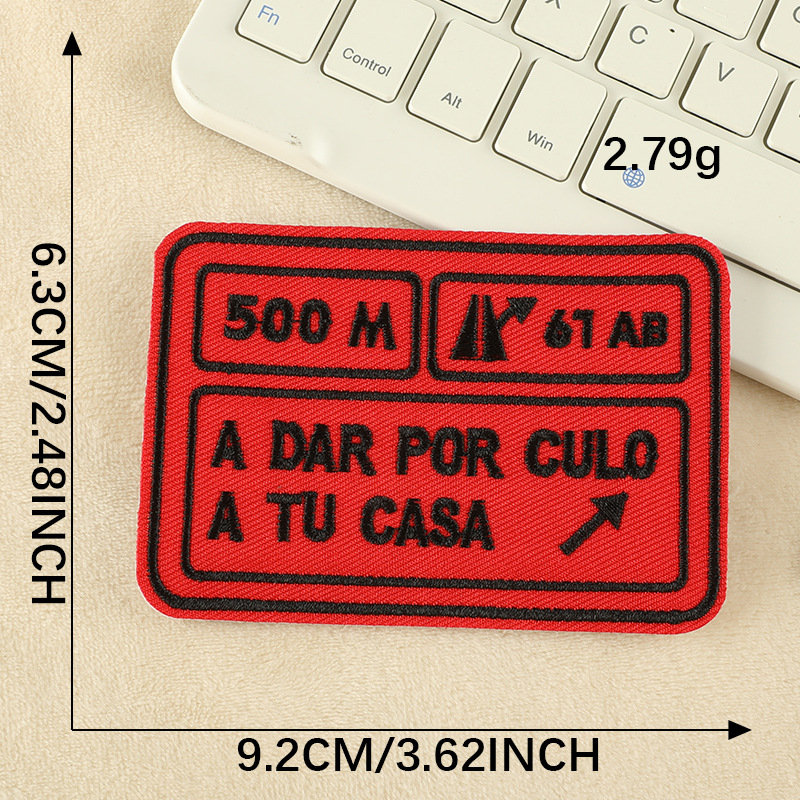 Fn
Control
Alt
X
Win
C
V
2.79g
6.3CM/2.48INCH
500 M
61 AB
A DAR POR CULO
A TU CASA
9.2CM/3.62INCH